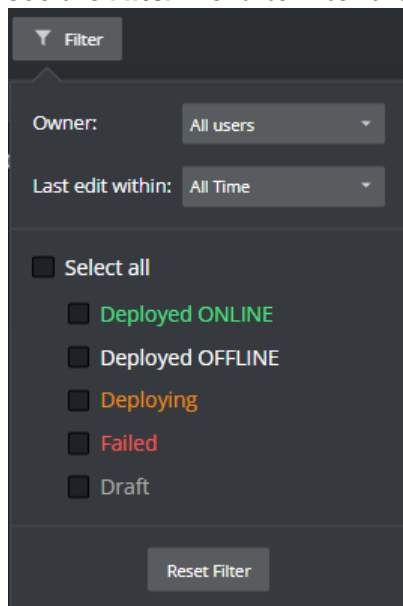 Filter
Owner: All users
Last edit within: All Time
Select all
Deployed ONLINE
Deployed OFFLINE
Deploying
Failed
Draft
Reset Filter